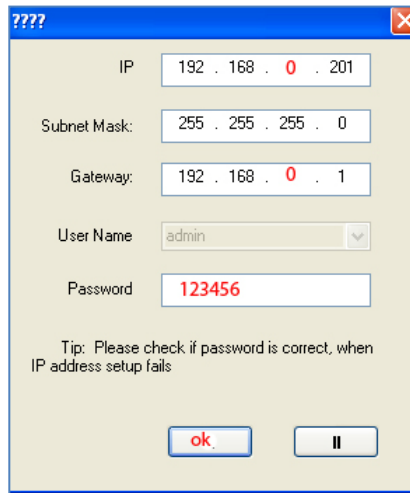 ????
IP 192 . 168 . 0 . 201
Subnet Mask: 255 . 255 . 255 . 0
Gateway: 192 . 168 . 0 . 1
User Name admin
Password 123456
Tip: Please check if password is correct, when
IP address setup fails
ok. II